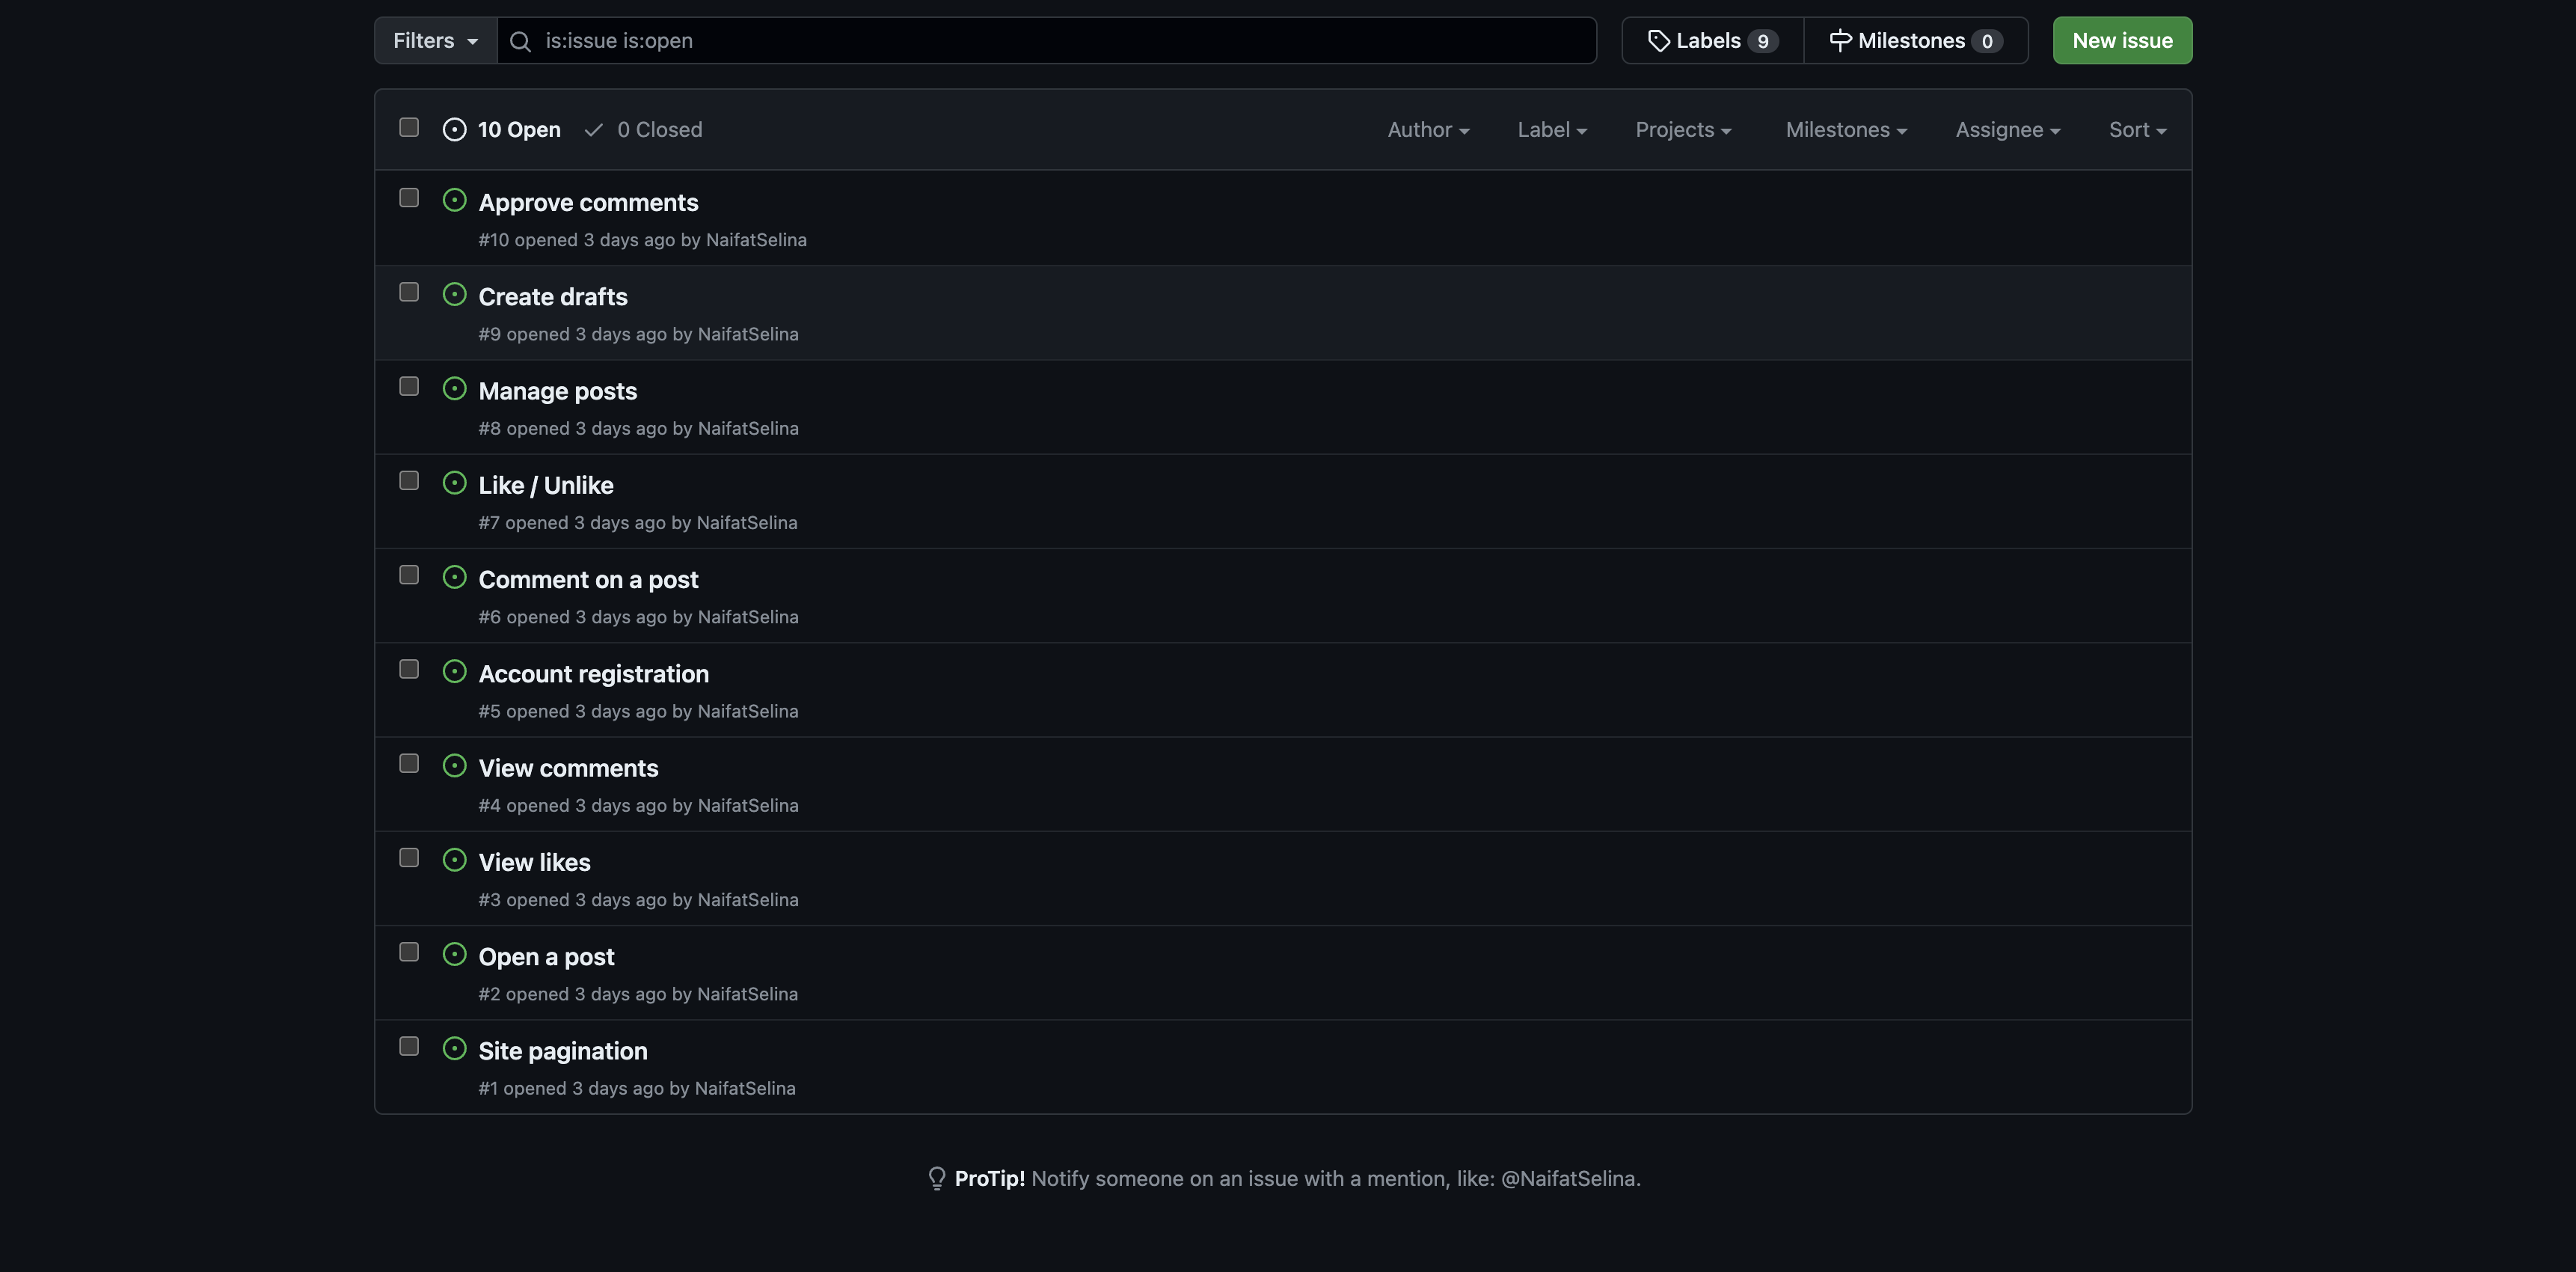 Filters is:issue is:open Labels 9 Milestones 0 New issue
10 Open 0 Closed Author Label Projects Milestones Assignee Sort
Approve comments
#10 opened 3 days ago by NaifatSelina
Create drafts
#9 opened 3 days ago by NaifatSelina
Manage posts
#8 opened 3 days ago by NaifatSelina
Like / Unlike
#7 opened 3 days ago by NaifatSelina
Comment on a post
#6 opened 3 days ago by NaifatSelina
Account registration
#5 opened 3 days ago by NaifatSelina
View comments
#4 opened 3 days ago by NaifatSelina
View likes
#3 opened 3 days ago by NaifatSelina
Open a post
#2 opened 3 days ago by NaifatSelina
Site pagination
#1 opened 3 days ago by NaifatSelina
ProTip! Notify someone on an issue with a mention, like: @NaifatSelina.